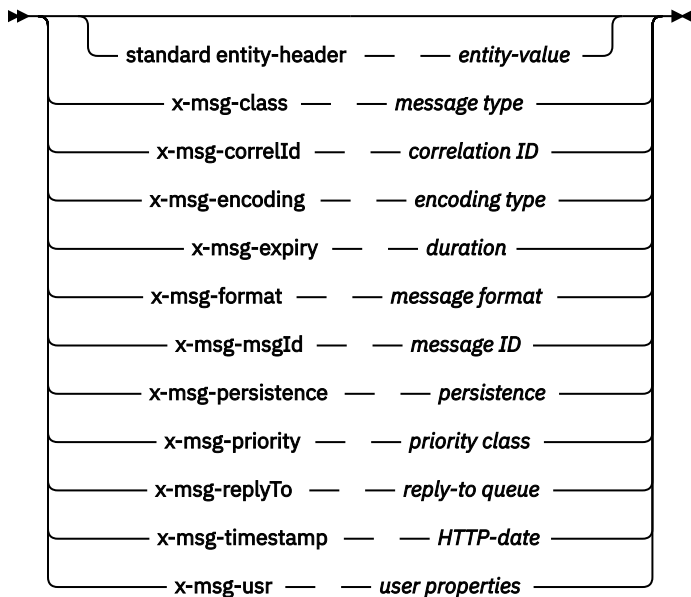 standard entity-header entity-value
x-msg-class message type
x-msg-correlId correlation ID
x-msg-encoding encoding type
x-msg-expiry duration
x-msg-format message format
x-msg-msgId message ID
x-msg-persistence persistence
x-msg-priority priority class
x-msg-replyTo reply-to queue
x-msg-timestamp HTTP-date
x-msg-usr user properties